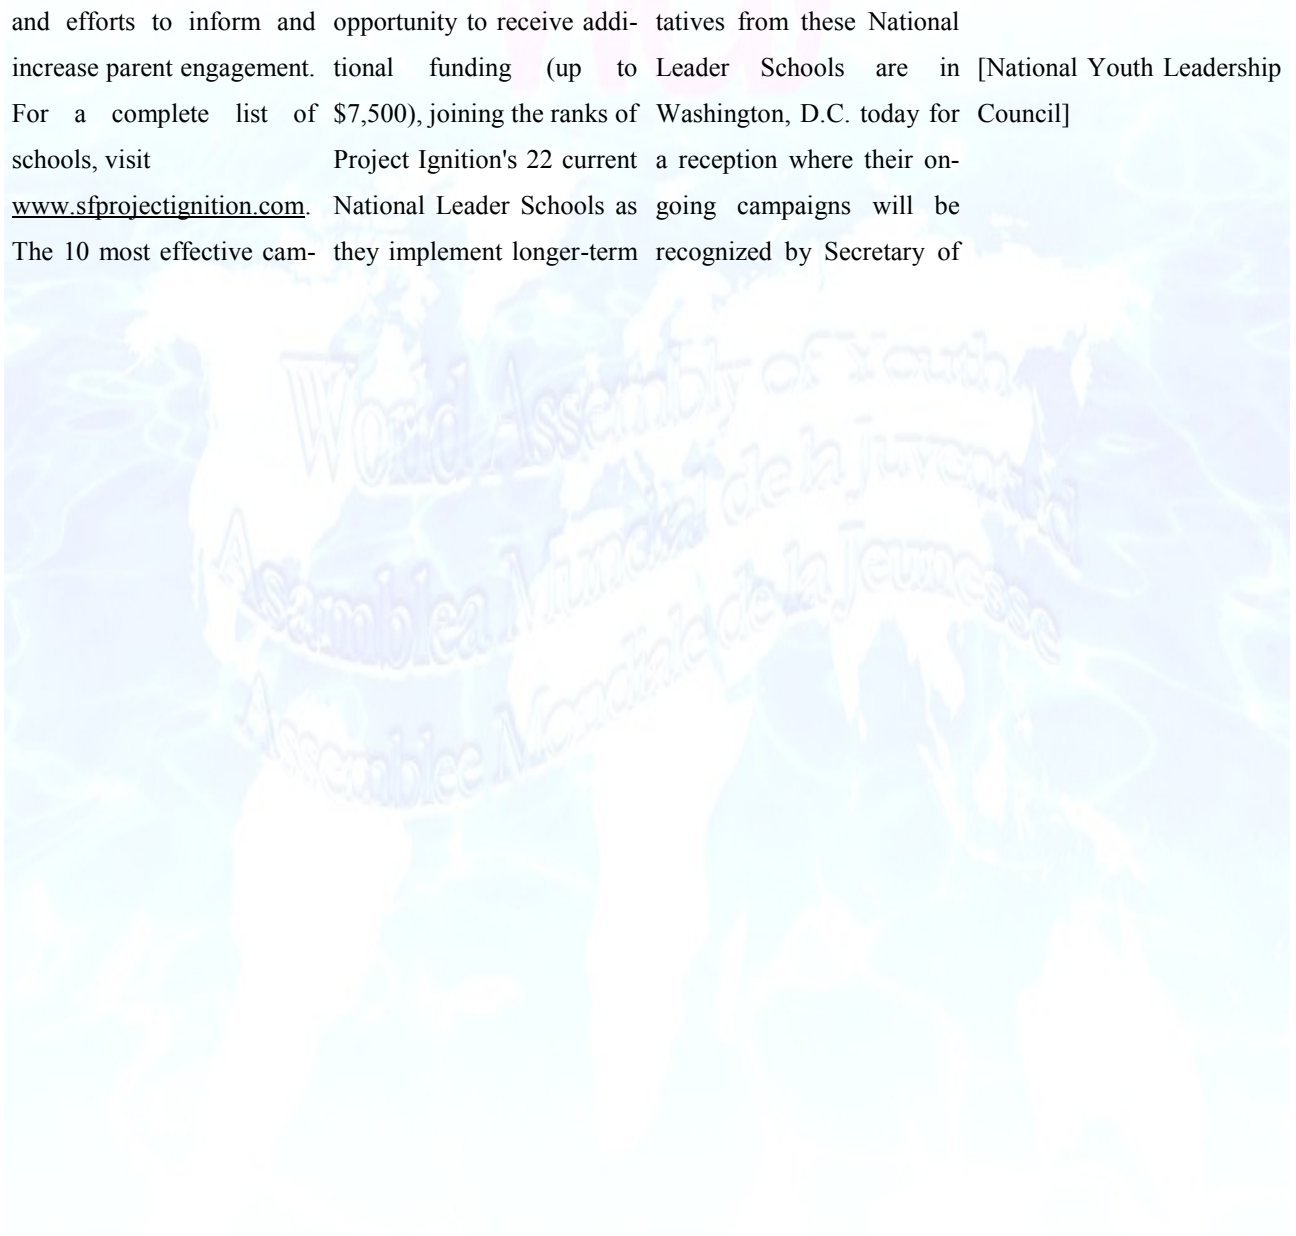 and efforts to inform and
increase parent engagement.
For a complete list of
schools, visit
www.sfprojectignition.com.
The 10 most effective cam-
opportunity to receive addi-
tional funding (up to
$7,500), joining the ranks of
Project Ignition's 22 current
National Leader Schools as
they implement longer-term
tatives from these National
Leader Schools are in
Washington, D.C. today for
a reception where their on-
going campaigns will be
recognized by Secretary of
[National Youth Leadership
Council]
World Assembly of Youth
Asamblea Mundial de la Juventud
Assemblee Mondiale de la Jeunesse